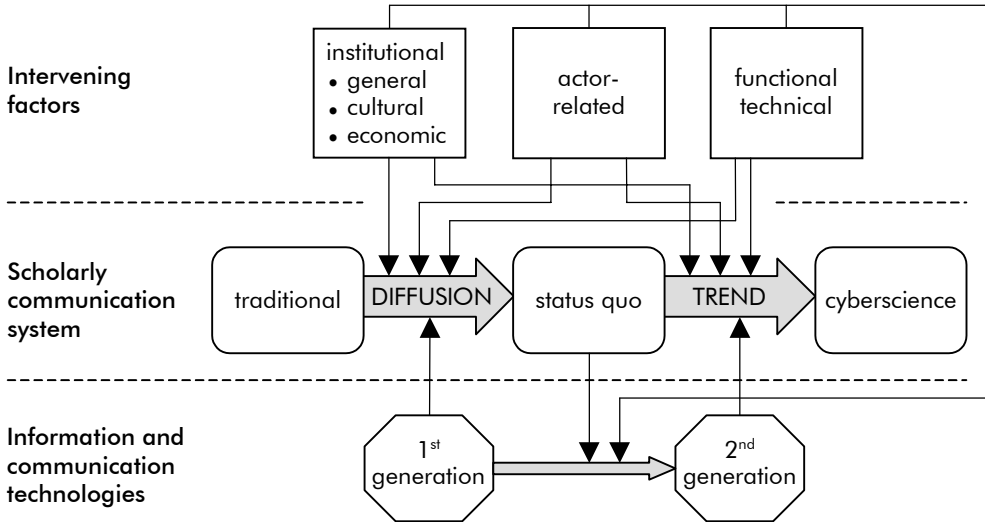 Intervening
factors
institutional
• general
• cultural
• economic
actor-
related
functional
technical
Scholarly
communication
system
traditional
DIFFUSION
status quo
TREND
cyberscience
Information and
communication
technologies
1st
generation
2nd
generation